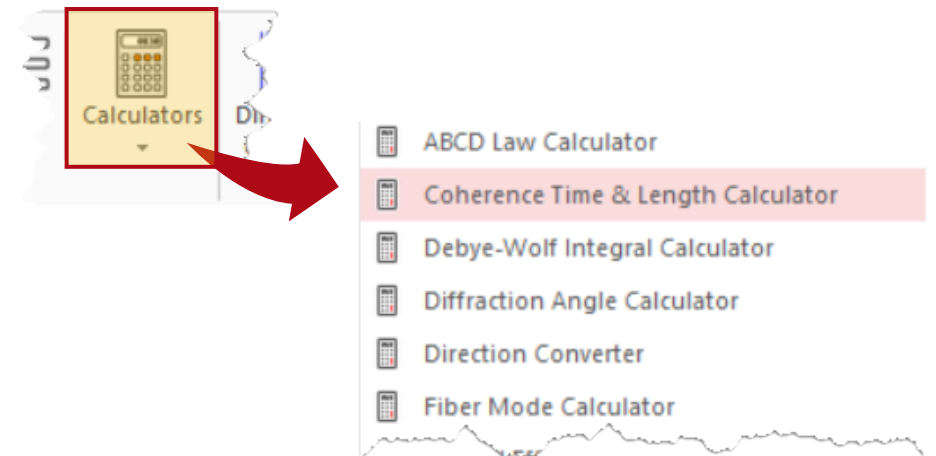 Calculators
ABCD Law Calculator
Coherence Time & Length Calculator
Debye-Wolf Integral Calculator
Diffraction Angle Calculator
Direction Converter
Fiber Mode Calculator